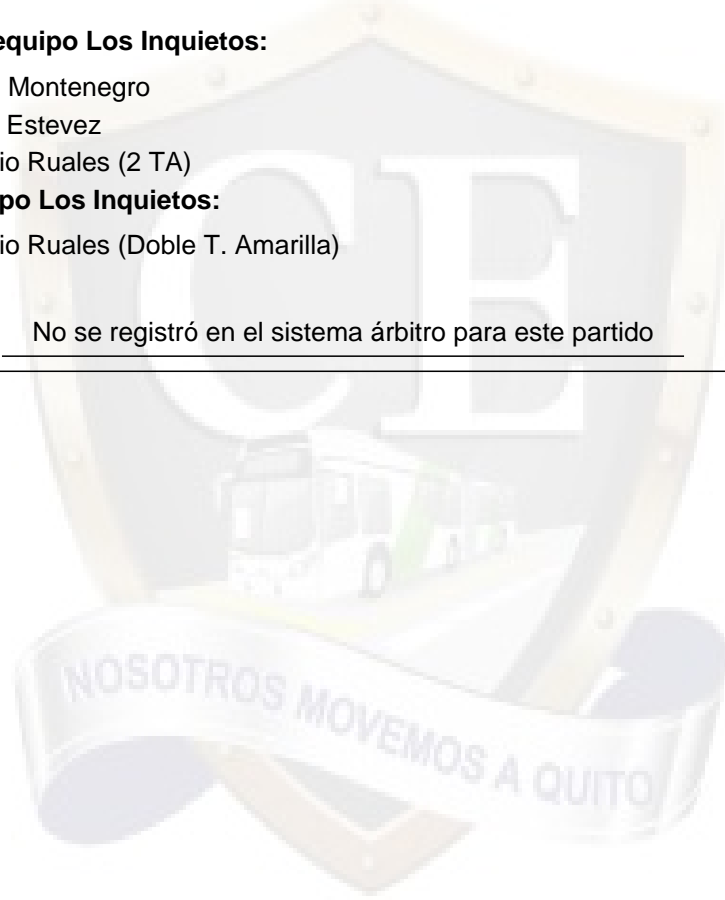 equipo Los Inquietos:
Montenegro
Estevez
io Ruales (2 TA)
po Los Inquietos:
io Ruales (Doble T. Amarilla)
No se registró en el sistema árbitro para este partido
CE
NOSOTROS MOVEMOS A QUITO